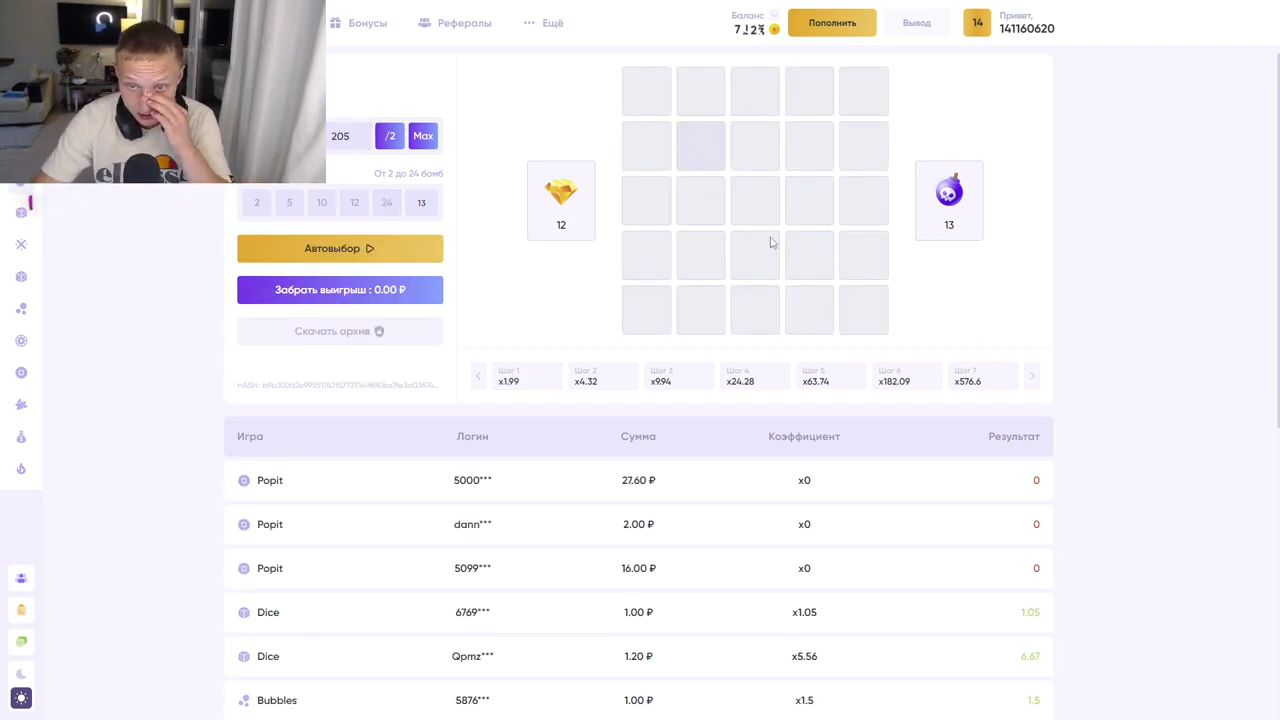 Бонусы
Рефералы
Ещё
Баланс
Пополнить
Вывод
14
Привет,
141160620
205
/2
Max
От 2 до 24 бомб
2
5
10
12
24
13
Автовыбор
Забрать выигрыш : 0.00 ₽
Скачать архив
12
13
Шаг 1
x1.99
Шаг 2
x4.32
Шаг 3
x9.94
Шаг 4
x24.28
Шаг 5
x63.74
Шаг 6
x182.09
Шаг 7
x576.6
Игра
Логин
Сумма
Коэффициент
Результат
Popit
5000***
27.60 ₽
x0
0
Popit
dann***
2.00 ₽
x0
0
Popit
5099***
16.00 ₽
x0
0
Dice
6769***
1.00 ₽
x1.05
1.05
Dice
Qpmz***
1.20 ₽
x5.56
6.67
Bubbles
5876***
1.00 ₽
x1.5
1.5